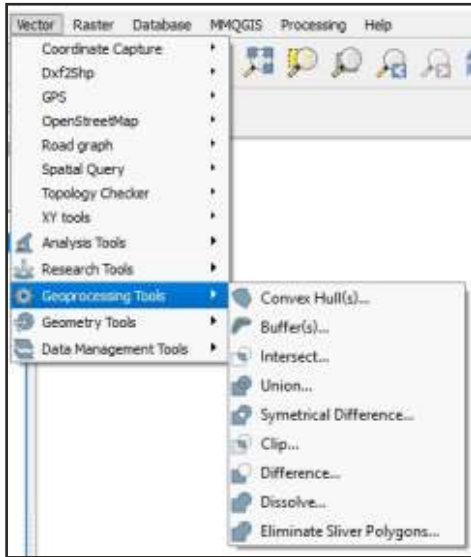 Vector Raster Database MMQGIS Processing Help
Coordinate Capture
Dxf2Shp
GPS
OpenStreetMap
Road graph
Spatial Query
Topology Checker
XY tools
Analysis Tools
Research Tools
Geoprocessing Tools
Geometry Tools
Data Management Tools
Convex Hull(s)...
Buffer(s)...
Intersect...
Union...
Symetrical Difference...
Clip...
Difference...
Dissolve...
Eliminate Sliver Polygons...